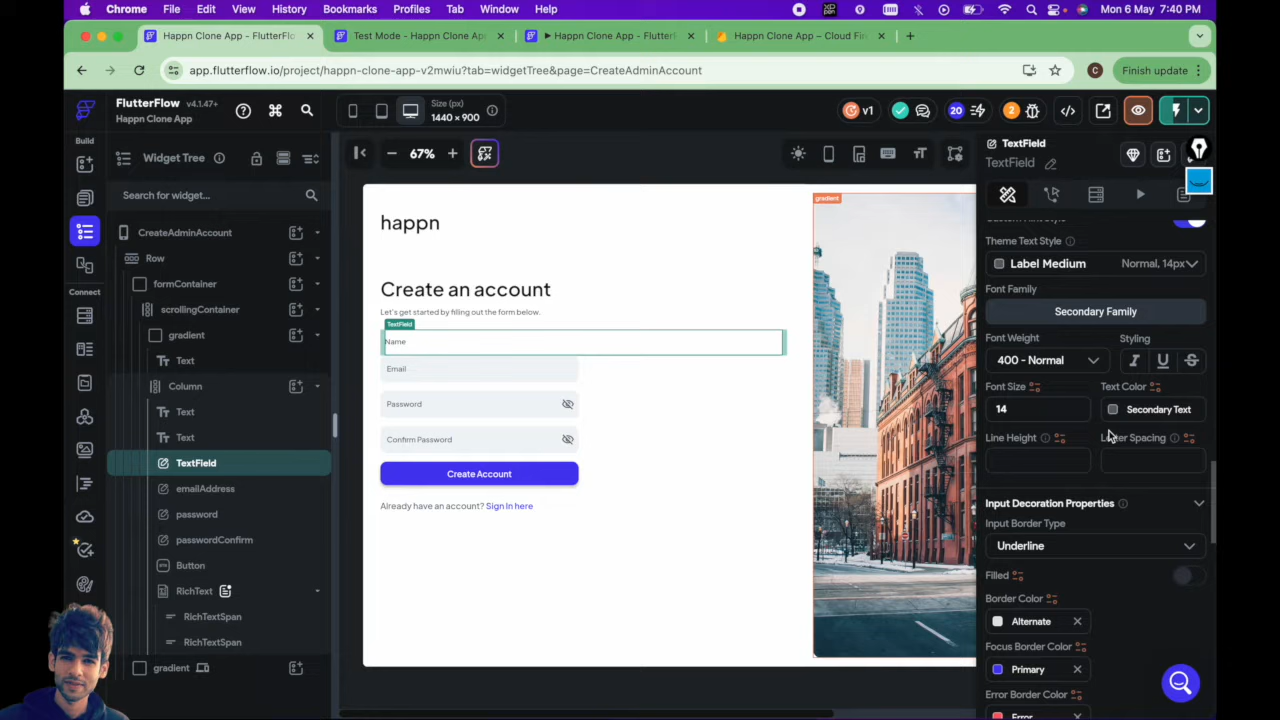 Chrome File Edit View History Bookmarks Profiles Tab Window Help Mon 6 May 7:40 PM
Happn Clone App - FlutterFlo
Test Mode - Happn Clone Ap
Happn Clone App - FlutterF
Happn Clone App – Cloud Fir
app.flutterflow.io/project/happn-clone-app-v2mwiu?tab=widgetTree&page=CreateAdminAccount
C
Finish update
FlutterFlow v4.1.47+
Happn Clone App
Size (px)
1440 × 900
v1
20
2
Build
Widget Tree
67%
TextField
TextField
Search for widget...
CreateAdminAccount
Row
formContainer
Connect
scrollingContainer
gradient
Text
Column
Text
Text
TextField
emailAddress
password
passwordConfirm
Button
RichText
RichTextSpan
RichTextSpan
gradient
happn
Create an account
Let's get started by filling out the form below.
TextField
Name
Email
Password
Confirm Password
Create Account
Already have an account? Sign In here
gradient
Theme Text Style
Label Medium Normal, 14px
Font Family
Secondary Family
Font Weight Styling
400 - Normal
Font Size Text Color
14 Secondary Text
Line Height Letter Spacing
Input Decoration Properties
Input Border Type
Underline
Filled
Border Color
Alternate
Focus Border Color
Primary
Error Border Color
Error